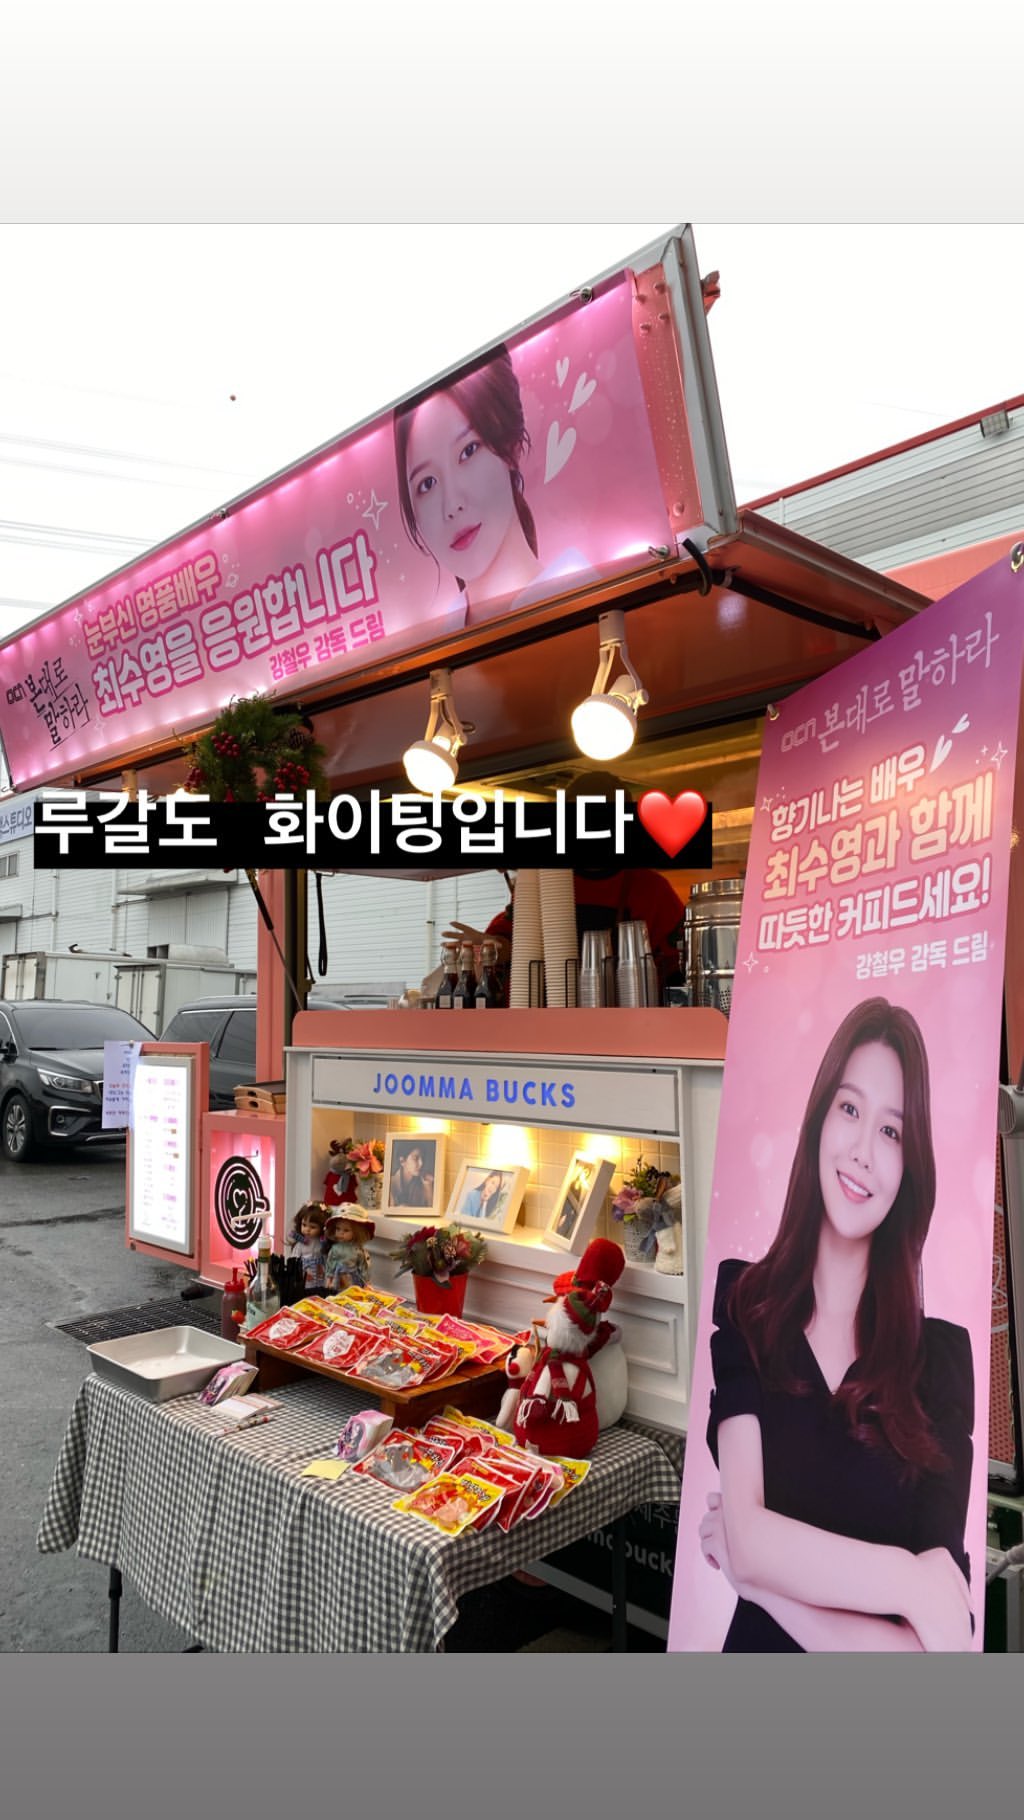 눈부신 명품배우
최수영을 응원합니다
강철우 감독 드림
ocn 본대로
말하라
ocn 본대로 말하라
향기나는 배우
최수영과 함께
따듯한 커피드세요!
강철우 감독 드림
루갈도 화이팅입니다❤️
JOOMMA BUCKS